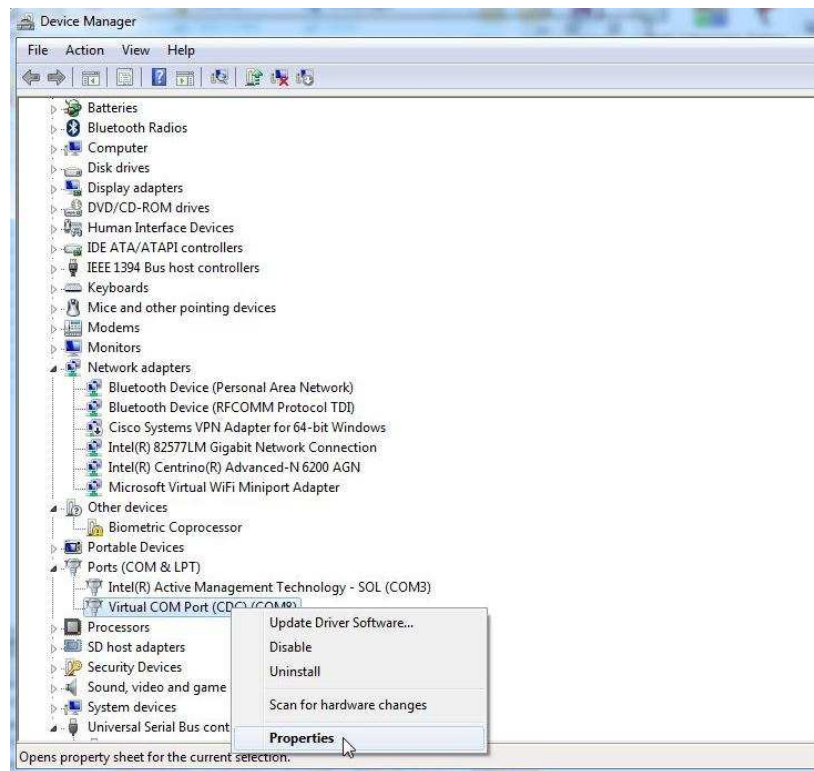 Device Manager
File Action View Help
Batteries
Bluetooth Radios
Computer
Disk drives
Display adapters
DVD/CD-ROM drives
Human Interface Devices
IDE ATA/ATAPI controllers
IEEE 1394 Bus host controllers
Keyboards
Mice and other pointing devices
Modems
Monitors
Network adapters
Bluetooth Device (Personal Area Network)
Bluetooth Device (RFCOMM Protocol TDI)
Cisco Systems VPN Adapter for 64-bit Windows
Intel(R) 82577LM Gigabit Network Connection
Intel(R) Centrino(R) Advanced-N 6200 AGN
Microsoft Virtual WiFi Miniport Adapter
Other devices
Biometric Coprocessor
Portable Devices
Ports (COM & LPT)
Intel(R) Active Management Technology - SOL (COM3)
Virtual COM Port (CDC) (COM8)
Processors
SD host adapters
Security Devices
Sound, video and game
System devices
Universal Serial Bus cont
Update Driver Software...
Disable
Uninstall
Scan for hardware changes
Properties
Opens property sheet for the current selection.